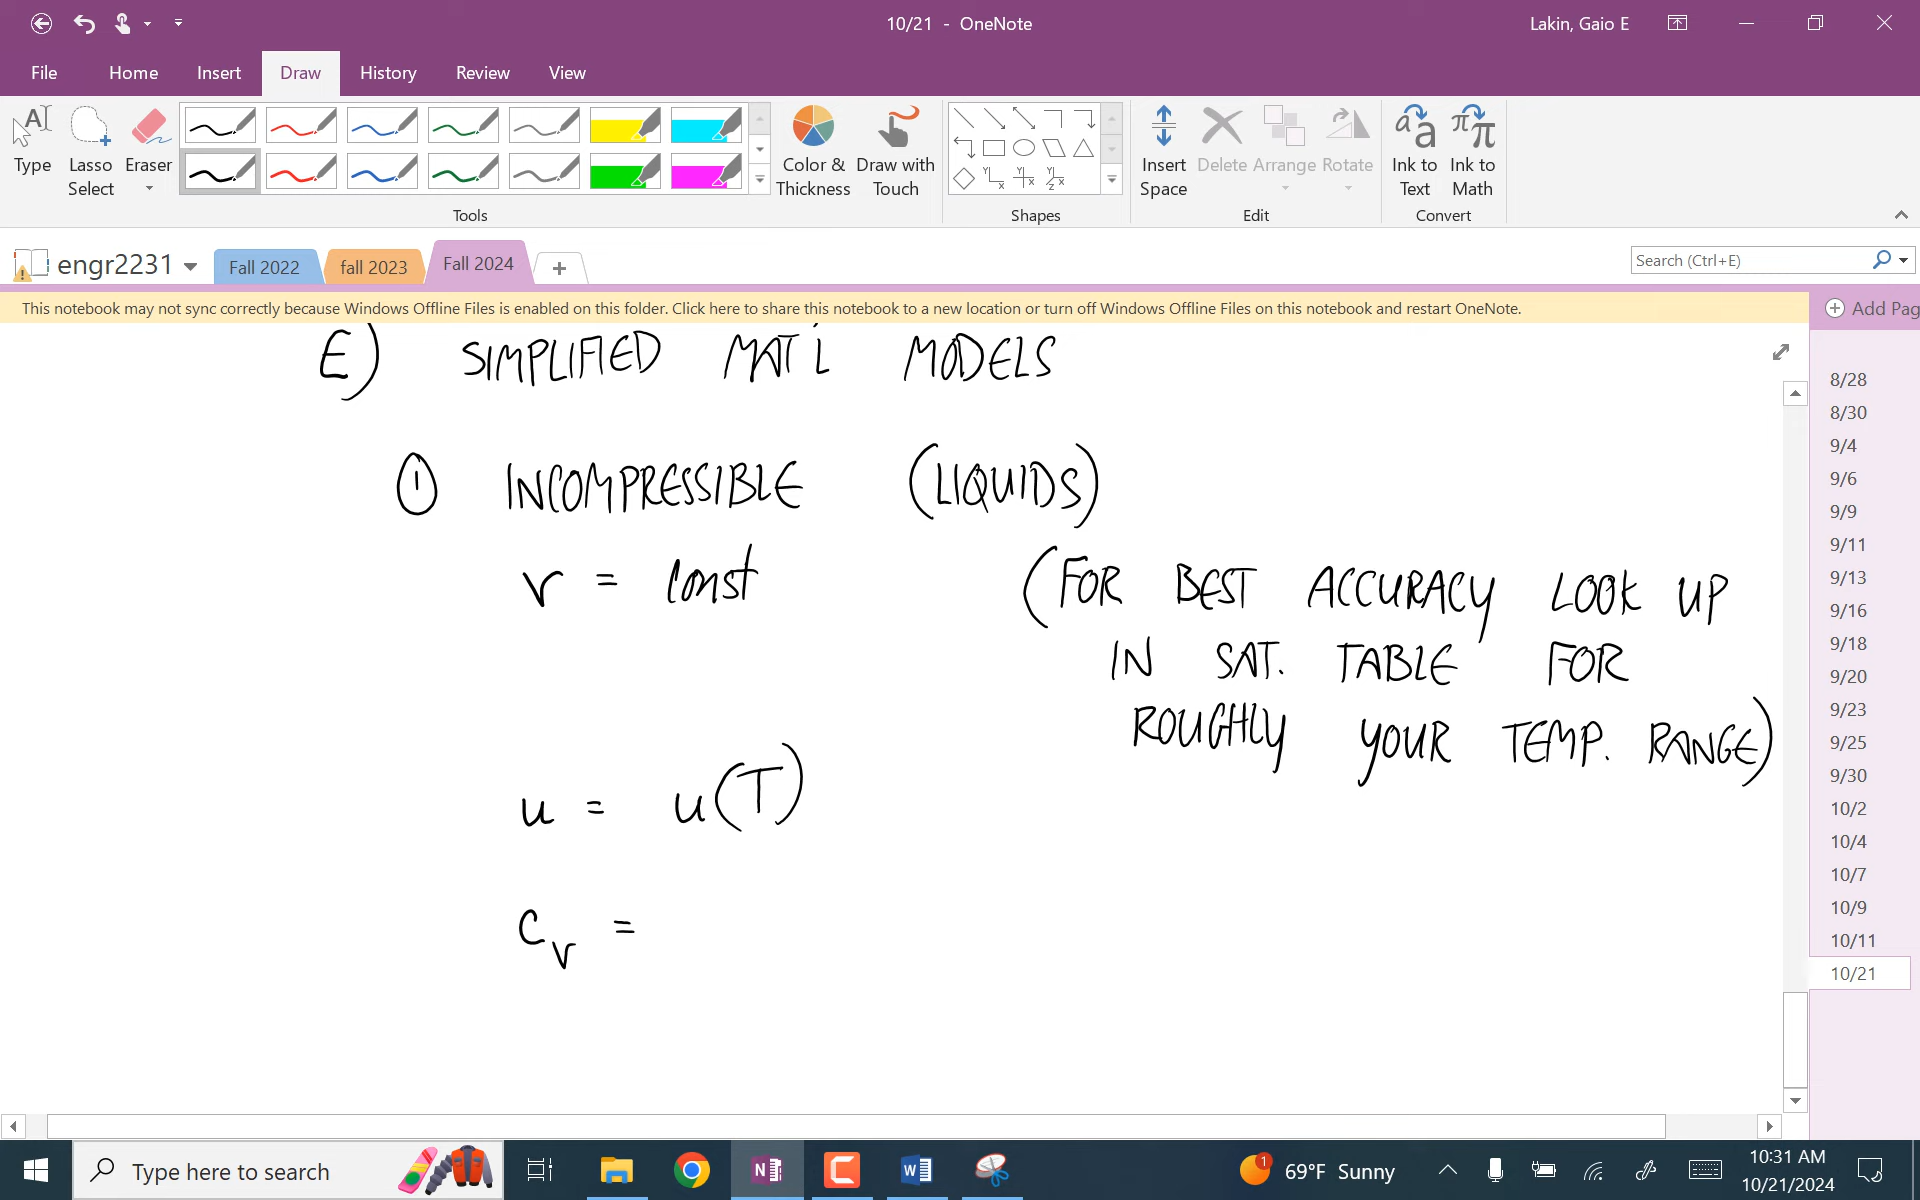 10/21 - OneNote
Lakin, Gaio E
File Home Insert Draw History Review View
Type
Lasso Select
Eraser
Color & Thickness
Draw with Touch
Insert Space
Delete
Arrange
Rotate
Ink to Text
Ink to Math
Tools
Shapes
Edit
Convert
engr2231
Fall 2022
fall 2023
Fall 2024
Search (Ctrl+E)
This notebook may not sync correctly because Windows Offline Files is enabled on this folder. Click here to share this notebook to a new location or turn off Windows Offline Files on this notebook and restart OneNote.
Add Pag
E) SIMPLIFIED MAT'L MODELS
① INCOMPRESSIBLE (LIQUIDS)
v = const
(FOR BEST ACCURACY LOOK UP
IN SAT. TABLE FOR
ROUGHLY YOUR TEMP. RANGE)
u = u(T)
c_v =
8/28
8/30
9/4
9/6
9/9
9/11
9/13
9/16
9/18
9/20
9/23
9/25
9/30
10/2
10/4
10/7
10/9
10/11
10/21
Type here to search
1
69°F Sunny
10:31 AM
10/21/2024